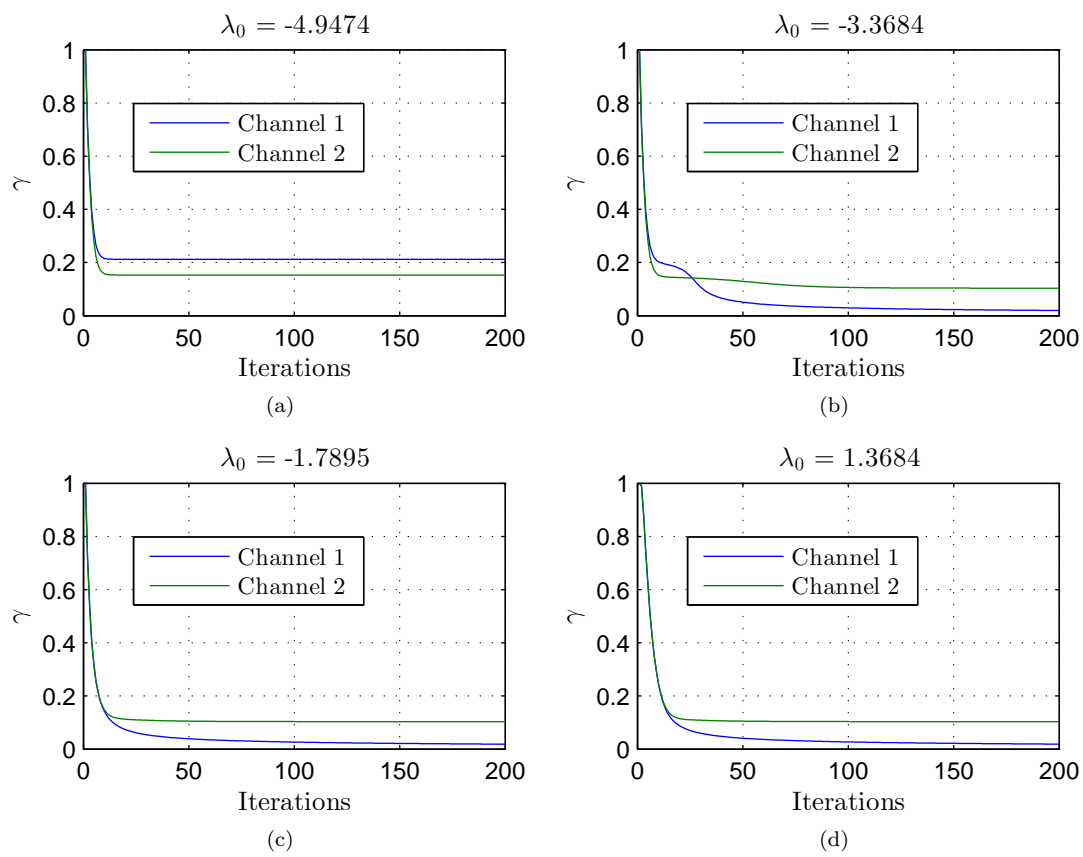 λ0 = -4.9474
1
0.8
0.6
0.4
0.2
0
γ
Channel 1
Channel 2
0 50 100 150 200
Iterations
(a)
λ0 = -3.3684
1
0.8
0.6
0.4
0.2
0
γ
Channel 1
Channel 2
0 50 100 150 200
Iterations
(b)
λ0 = -1.7895
1
0.8
0.6
0.4
0.2
0
γ
Channel 1
Channel 2
0 50 100 150 200
Iterations
(c)
λ0 = 1.3684
1
0.8
0.6
0.4
0.2
0
γ
Channel 1
Channel 2
0 50 100 150 200
Iterations
(d)